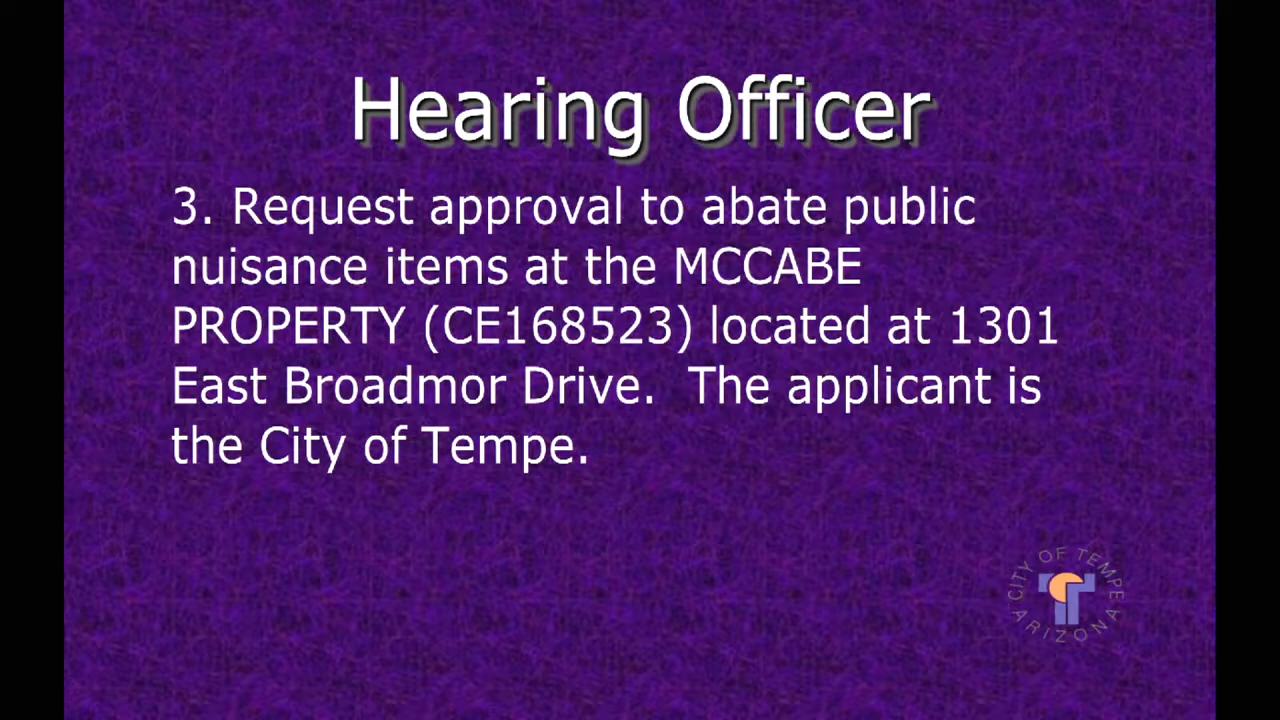 Hearing Officer
3. Request approval to abate public
nuisance items at the MCCABE
PROPERTY (CE168523) located at 1301
East Broadmor Drive.  The applicant is
the City of Tempe.
CITY OF TEMPE
ARIZONA